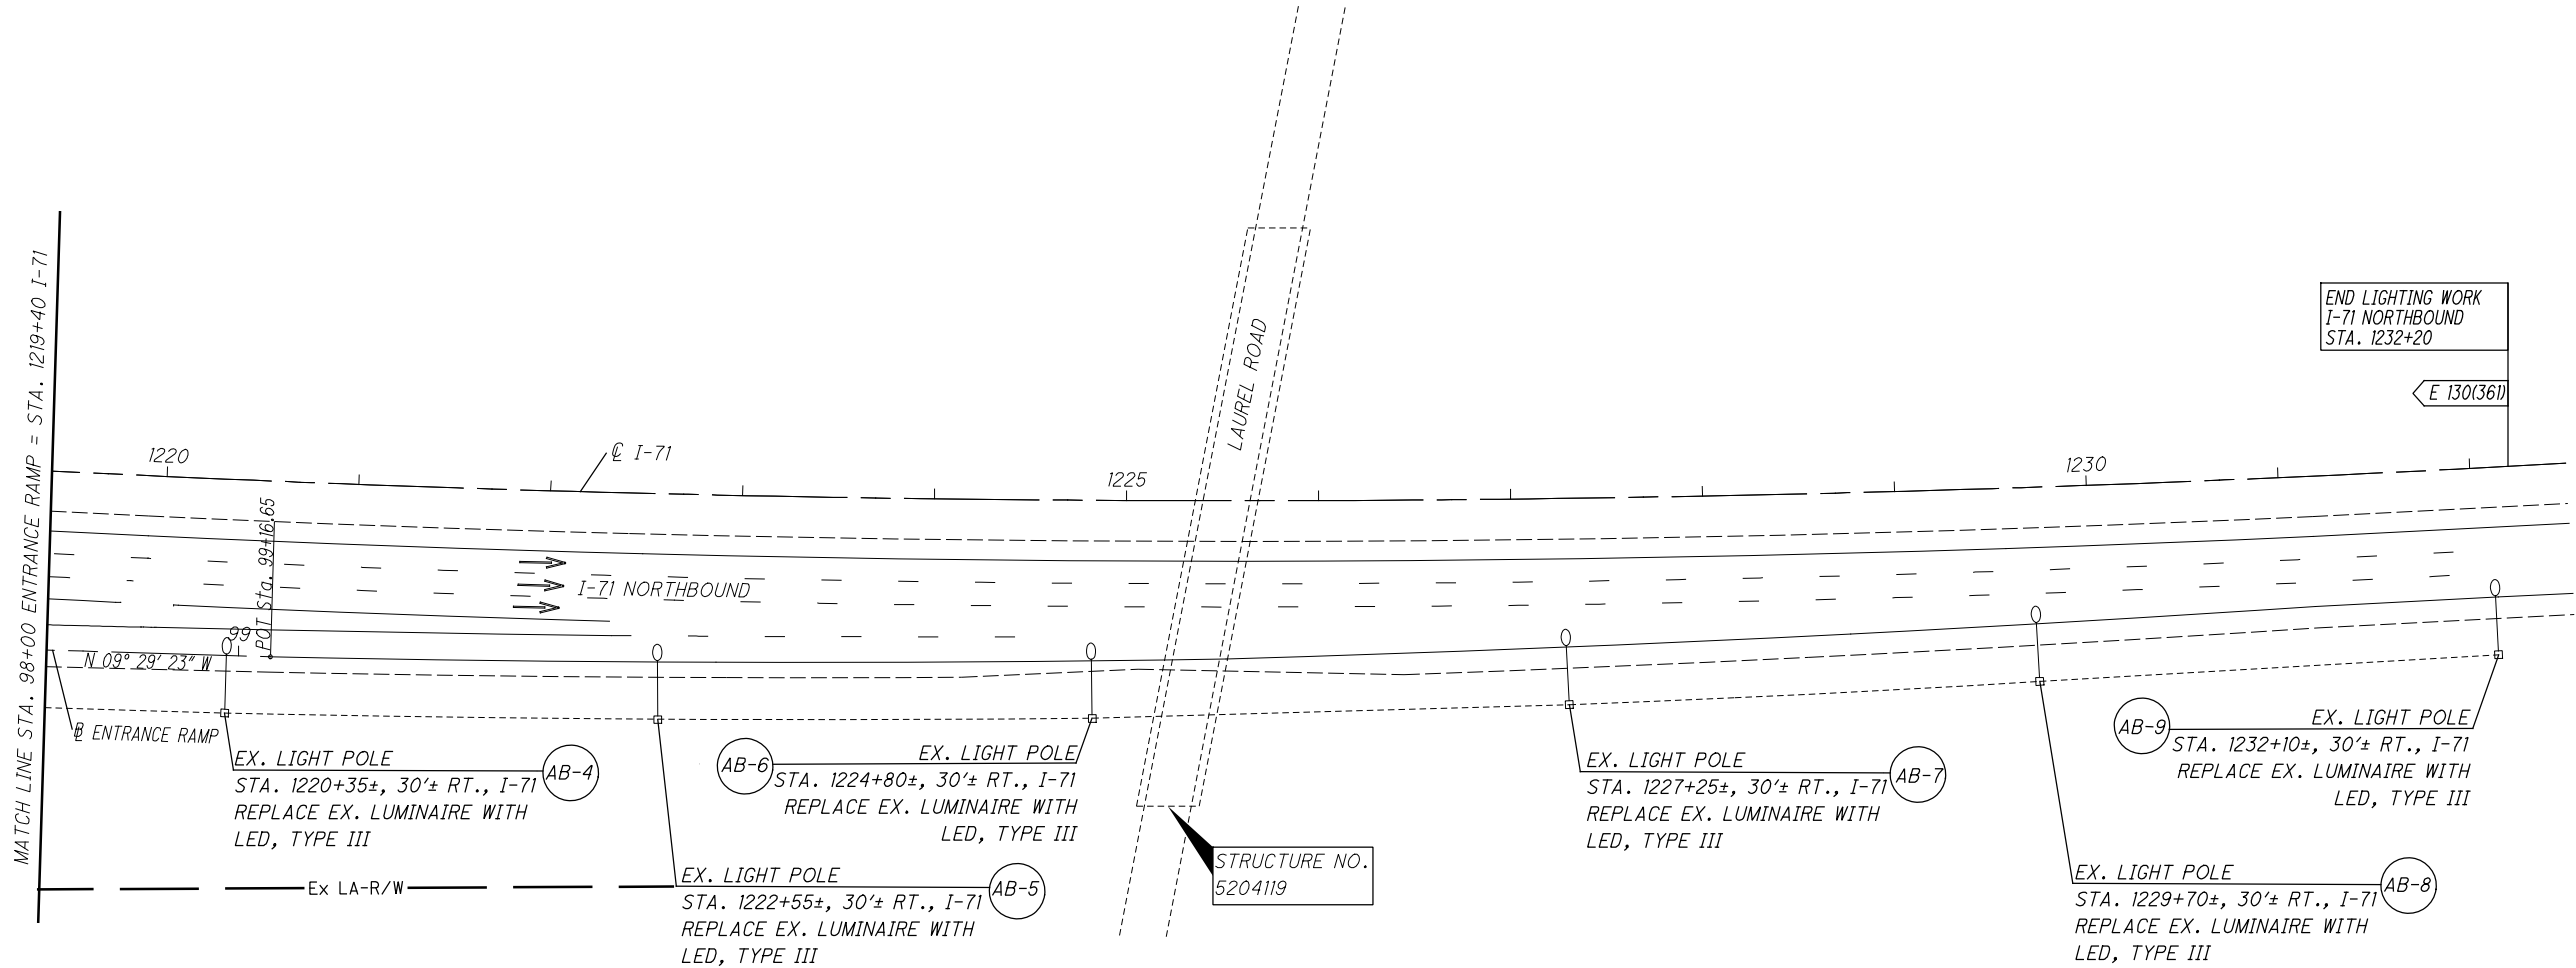 MATCH LINE STA. 98+00 ENTRANCE RAMP = STA. 1219+40 I-71
1220
℄ I-71
1225
LAUREL ROAD
1230
END LIGHTING WORK
I-71 NORTHBOUND
STA. 1232+20
E 130(361)
POT Sta. 99+16.65
I-71 NORTHBOUND
99
N 09° 29' 23" W
BL ENTRANCE RAMP
EX. LIGHT POLE
STA. 1220+35±, 30'± RT., I-71
REPLACE EX. LUMINAIRE WITH
LED, TYPE III
AB-4
Ex LA-R/W
EX. LIGHT POLE
STA. 1222+55±, 30'± RT., I-71
REPLACE EX. LUMINAIRE WITH
LED, TYPE III
AB-5
AB-6
EX. LIGHT POLE
STA. 1224+80±, 30'± RT., I-71
REPLACE EX. LUMINAIRE WITH
LED, TYPE III
STRUCTURE NO.
5204119
EX. LIGHT POLE
STA. 1227+25±, 30'± RT., I-71
REPLACE EX. LUMINAIRE WITH
LED, TYPE III
AB-7
EX. LIGHT POLE
STA. 1229+70±, 30'± RT., I-71
REPLACE EX. LUMINAIRE WITH
LED, TYPE III
AB-8
AB-9
EX. LIGHT POLE
STA. 1232+10±, 30'± RT., I-71
REPLACE EX. LUMINAIRE WITH
LED, TYPE III